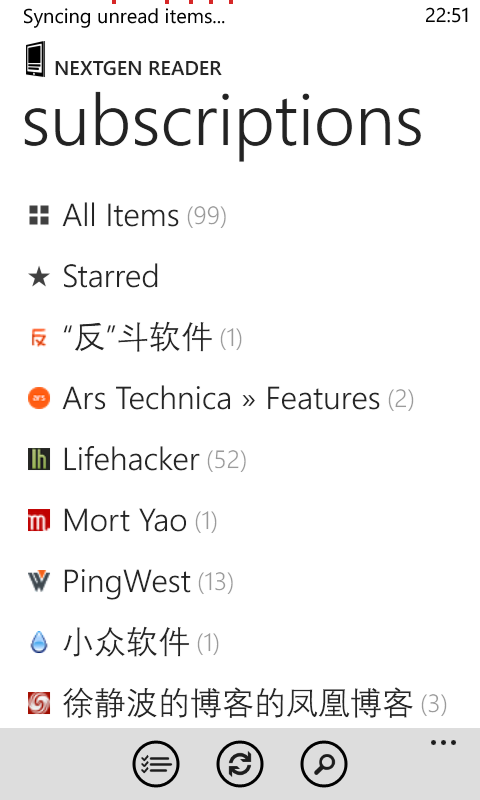 Syncing unread items...
22:51
NEXTGEN READER
subscriptions
All Items (99)
Starred
“反”斗软件 (1)
Ars Technica » Features (2)
Lifehacker (52)
Mort Yao (1)
PingWest (13)
小众软件 (1)
徐静波的博客的凤凰博客 (3)